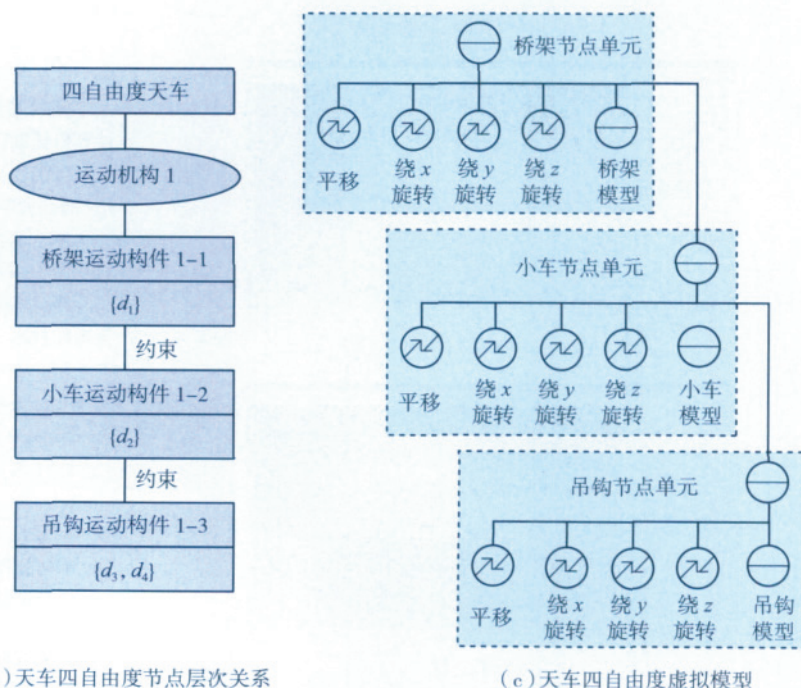 四自由度天车
运动机构 1
桥架运动构件 1-1
{d₁}
约束
小车运动构件 1-2
{d₂}
约束
吊钩运动构件 1-3
{d₃, d₄}
)天车四自由度节点层次关系
桥架节点单元
平移
绕 x
旋转
绕 y
旋转
绕 z
旋转
桥架
模型
小车节点单元
平移
绕 x
旋转
绕 y
旋转
绕 z
旋转
小车
模型
吊钩节点单元
平移
绕 x
旋转
绕 y
旋转
绕 z
旋转
吊钩
模型
(c)天车四自由度虚拟模型